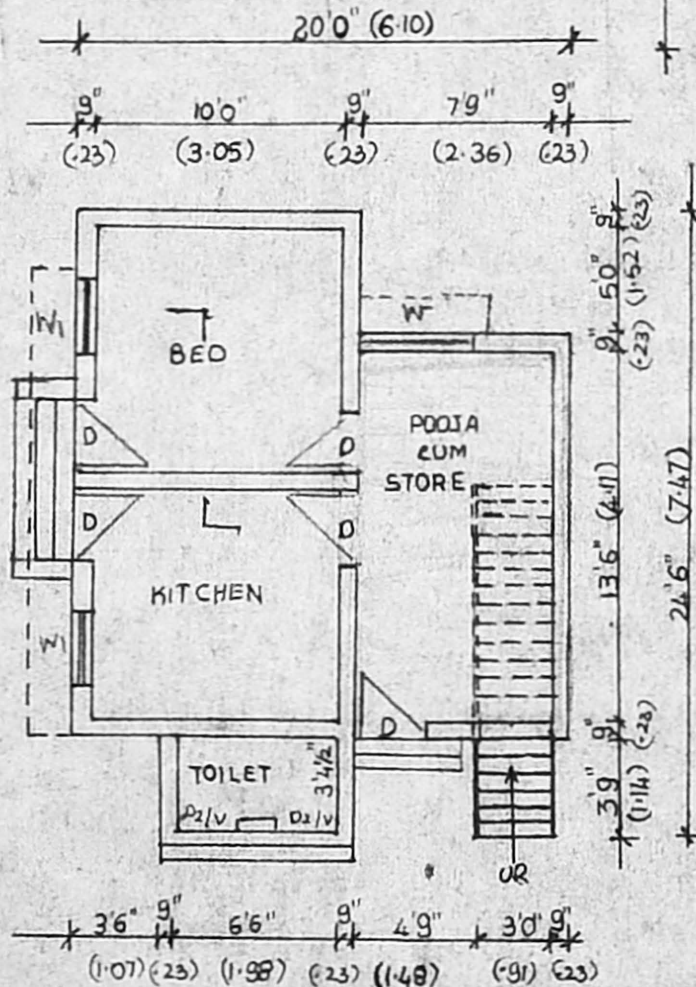 20'0" (6.10)
9" 10'0" 9" 7'9" 9"
(.23) (3.05) (.23) (2.36) (.23)
9" (.23)
5'0" (1.52)
9" (.23)
13'6" (4.11)
9" (.23)
3'9" (1.14)
24'6" (7.47)
W1
W
BED
D
D
POOJA
CUM
STORE
D
D
KITCHEN
W1
D
TOILET
3'4½"
D2/V D2/V
UP
3'6" 9" 6'6" 9" 4'9" 3'0" 9"
(1.07) (.23) (1.98) (.23) (1.48) (.91) (.23)